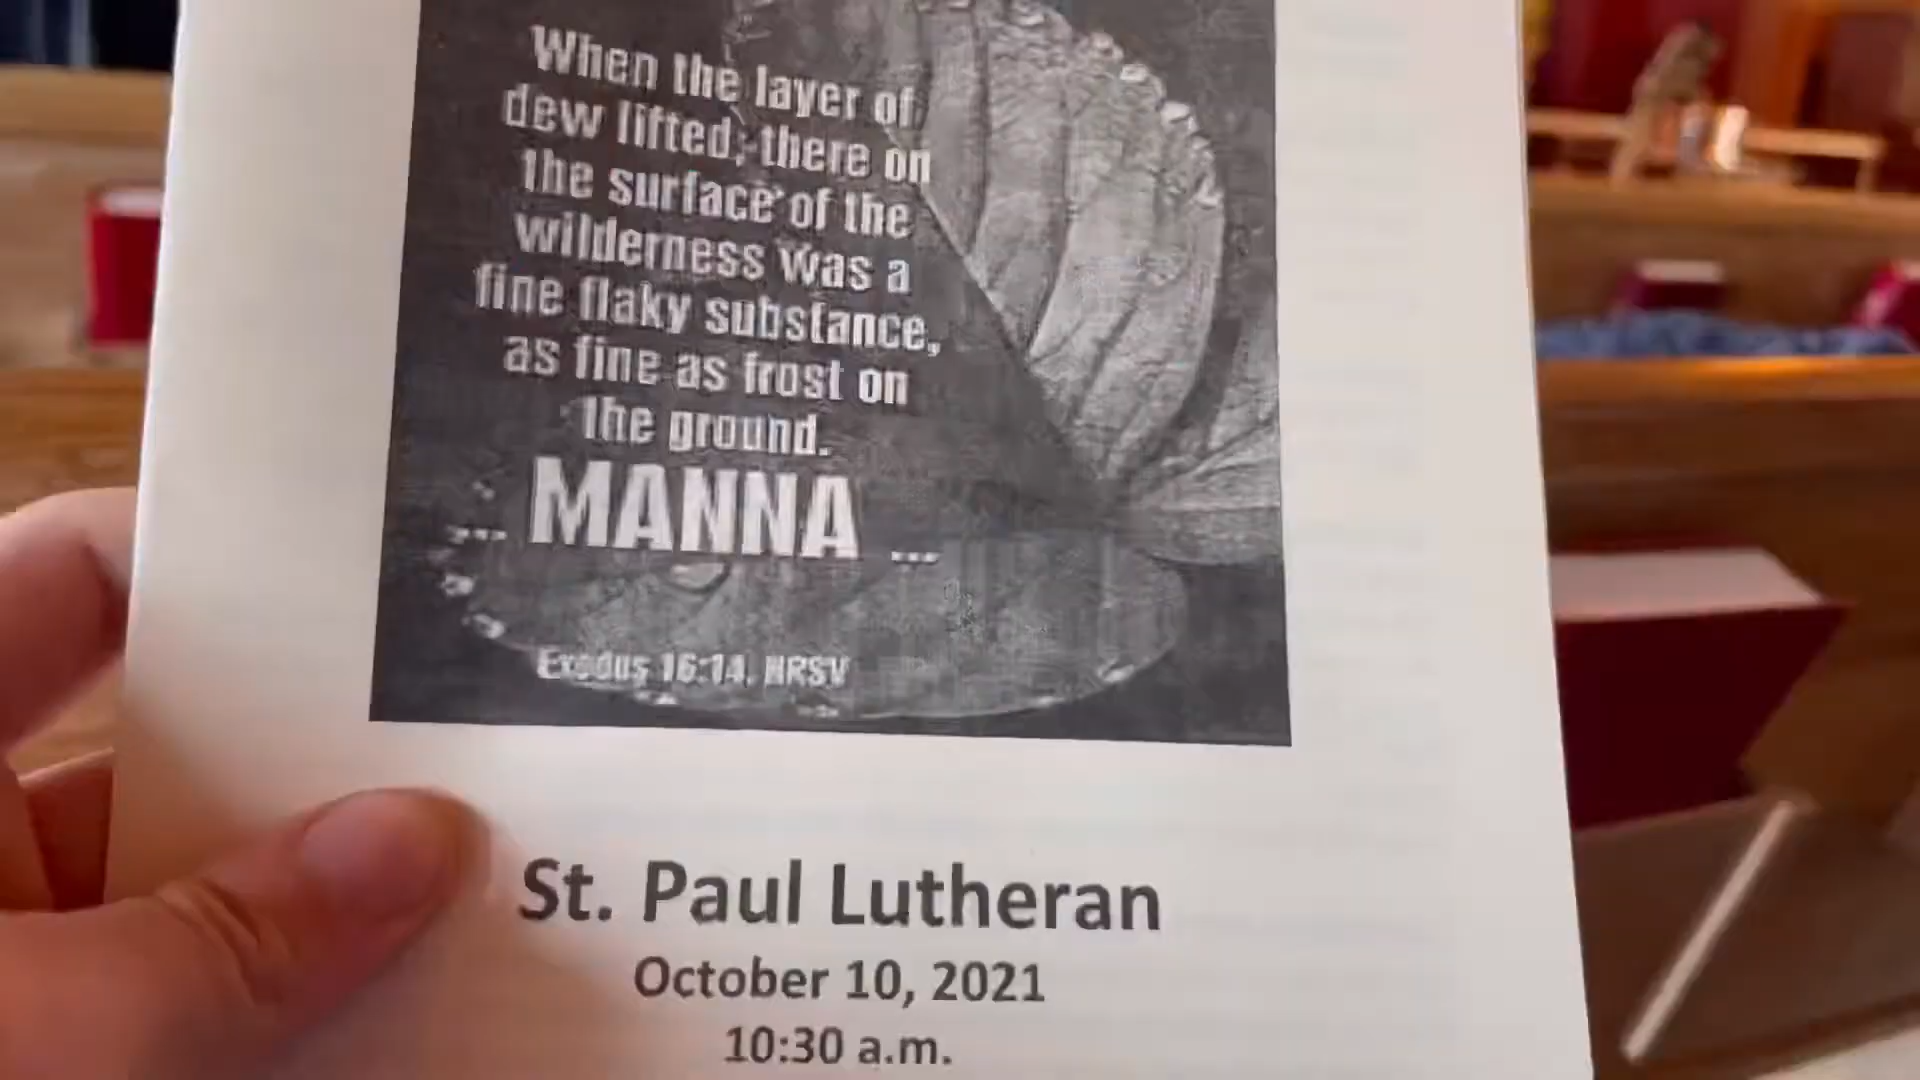 When the layer of
dew lifted, there on
the surface of the
wilderness was a
fine flaky substance,
as fine as frost on
the ground.
... MANNA ...
Exodus 16:14, NRSV
St. Paul Lutheran
October 10, 2021
10:30 a.m.